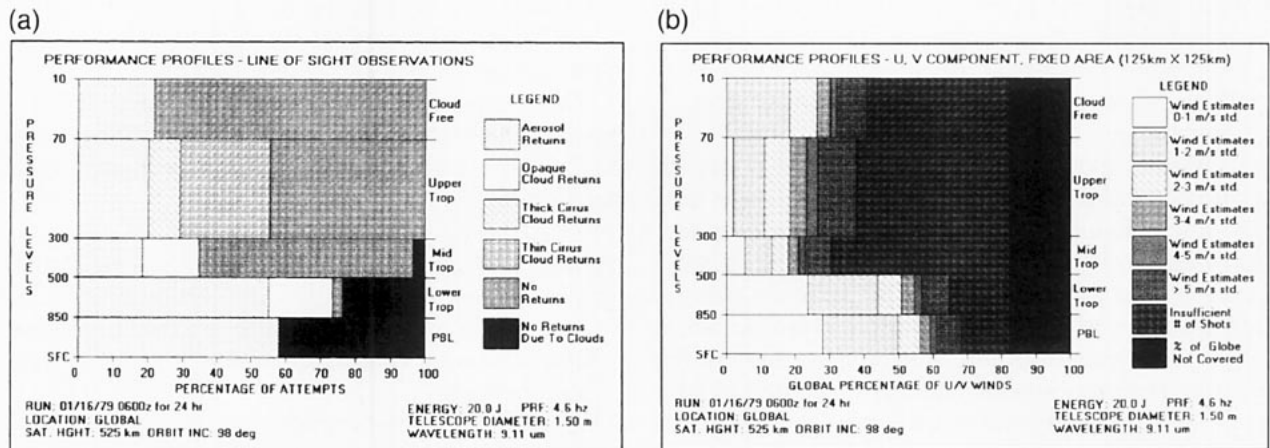 (a)
PERFORMANCE PROFILES - LINE OF SIGHT OBSERVATIONS
PRESSURE LEVELS
10
70
300
500
850
SFC
Cloud Free
Upper Trop
Mid Trop
Lower Trop
PBL
0 10 20 30 40 50 60 70 80 90 100
PERCENTAGE OF ATTEMPTS
LEGEND
Aerosol
Returns
Opaque
Cloud Returns
Thick Cirrus
Cloud Returns
Thin Cirrus
Cloud Returns
No
Returns
No Returns
Due To Clouds
RUN: 01/16/79 0600z for 24 hr
LOCATION: GLOBAL
SAT. HGHT: 525 km ORBIT INC: 98 deg
ENERGY: 20.0 J PRF: 4.6 hz
TELESCOPE DIAMETER: 1.50 m
WAVELENGTH: 9.11 um
(b)
PERFORMANCE PROFILES - U, V COMPONENT, FIXED AREA (125km X 125km)
PRESSURE LEVELS
10
70
300
500
850
SFC
Cloud Free
Upper Trop
Mid Trop
Lower Trop
PBL
0 10 20 30 40 50 60 70 80 90 100
GLOBAL PERCENTAGE OF U/V WINDS
LEGEND
Wind Estimates
0-1 m/s std.
Wind Estimates
1-2 m/s std.
Wind Estimates
2-3 m/s std.
Wind Estimates
3-4 m/s std.
Wind Estimates
4-5 m/s std.
Wind Estimates
> 5 m/s std.
Insufficient
# of Shots
% of Globe
Not Covered
RUN: 01/16/79 0600z for 24 hr
LOCATION: GLOBAL
SAT. HGHT: 525 km ORBIT INC: 98 deg
ENERGY: 20.0 J PRF: 4.6 hz
TELESCOPE DIAMETER: 1.50 m
WAVELENGTH: 9.11 um